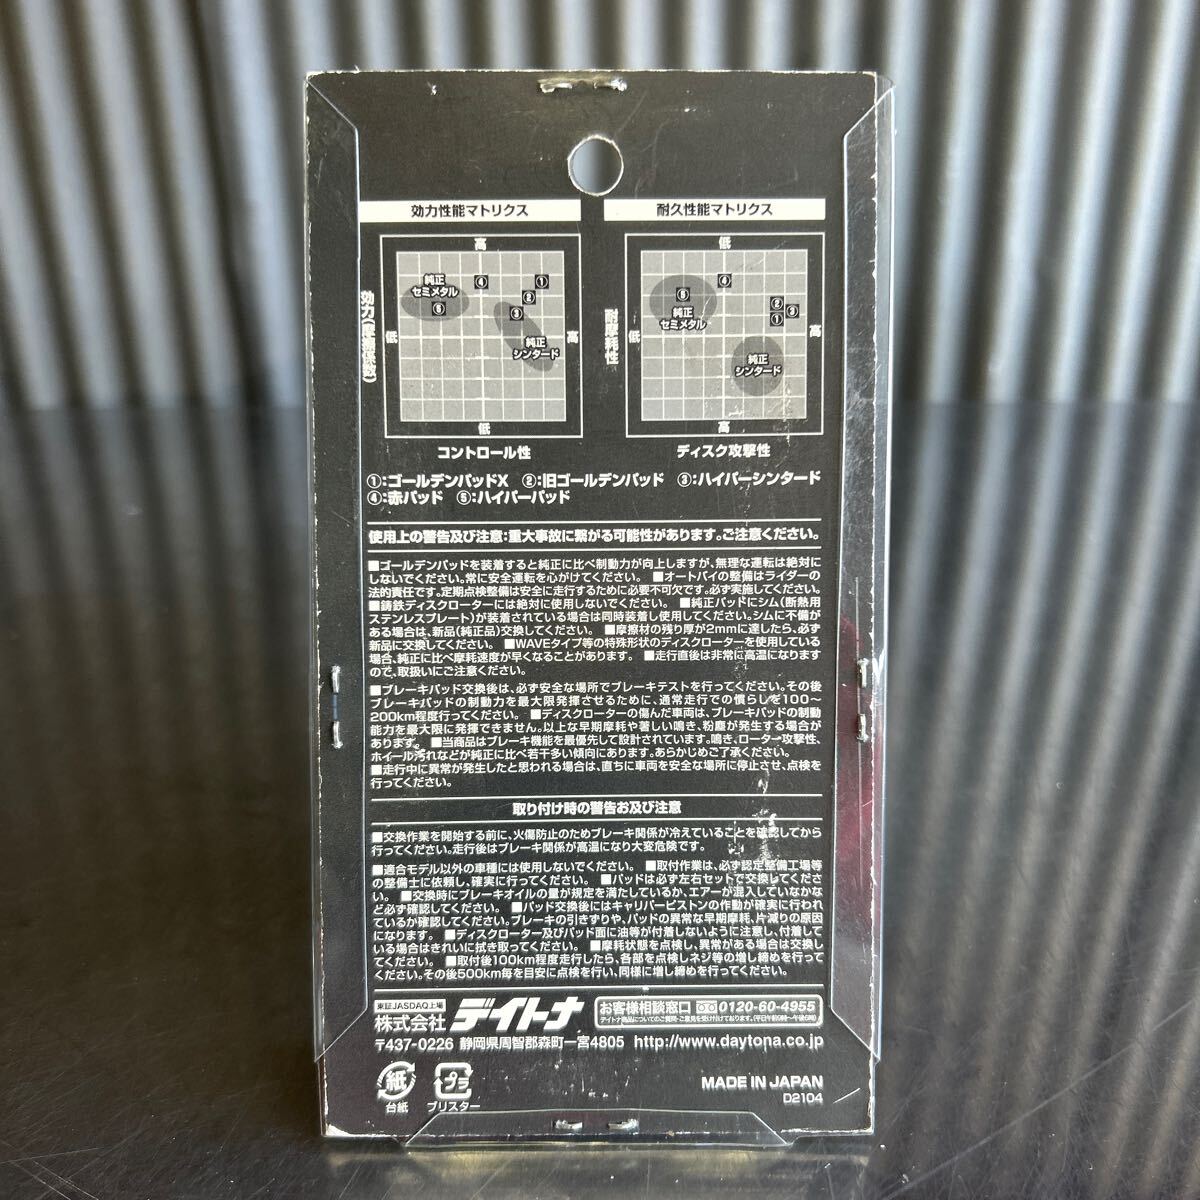 効力性能マトリクス
高
効力(摩擦係数)
低
高
低
純正
セミメタル
④
①
②
⑤
③
純正
シンタード
コントロール性
耐久性能マトリクス
低
耐摩耗性
低
高
高
④
⑤
②
③
①
純正
セミメタル
純正
シンタード
ディスク攻撃性
①:ゴールデンパッドX ②:旧ゴールデンパッド ③:ハイパーシンタード
④:赤パッド ⑤:ハイパーパッド
使用上の警告及び注意:重大事故に繋がる可能性があります。ご注意ください。
■ゴールデンパッドを装着すると純正に比べ制動力が向上しますが、無理な運転は絶対に
しないでください。常に安全運転を心がけてください。 ■オートバイの整備はライダーの
法的責任です。定期点検整備は安全に走行するために必要不可欠です。必ず実施してください。
■鋳鉄ディスクローターには絶対に使用しないでください。 ■純正パッドにシム(断熱用
ステンレスプレート)が装着されている場合は同時装着し使用してください。シムに不備が
ある場合は、新品(純正品)交換してください。 ■摩擦材の残り厚が2mmに達したら、必ず
新品に交換してください。 ■WAVEタイプ等の特殊形状のディスクローターを使用している
場合、純正に比べ摩耗速度が早くなることがあります。 ■走行直後は非常に高温になります
ので、取扱いにご注意ください。
■ブレーキパッド交換後は、必ず安全な場所でブレーキテストを行ってください。その後
ブレーキパッドの制動力を最大限発揮させるために、通常走行での慣らしを100～
200km程度行ってください。 ■ディスクローターの傷んだ車両は、ブレーキパッドの制動
能力を最大限に発揮できません。以上な早期摩耗や著しい鳴き、粉塵が発生する場合が
あります。 ■当商品はブレーキ機能を最優先して設計されています。鳴き、ローター攻撃性、
ホイール汚れなどが純正に比べ若干多い傾向にあります。あらかじめご了承ください。
■走行中に異常が発生したと思われる場合は、直ちに車両を安全な場所に停止させ、点検を
行ってください。
取り付け時の警告および注意
■交換作業を開始する前に、火傷防止のためブレーキ関係が冷えていることを確認してから
行ってください。走行後はブレーキ関係が高温になり大変危険です。
■適合モデル以外の車種には使用しないでください。 ■取付作業は、必ず認定整備工場等
の整備士に依頼し、確実に行ってください。 ■パッドは必ず左右セットで交換してくださ
い。 ■交換時にブレーキオイルの量が規定を満たしているか、エアーが混入していなかな
ど必ず確認してください。 ■パッド交換後にはキャリパーピストンの作動が確実に行われ
ているか確認してください。ブレーキの引きずりや、パッドの異常な早期摩耗、片減りの原因
になります。 ■ディスクローター及びパッド面に油等が付着しないように注意し、付着して
いる場合はきれいに拭き取ってください。 ■摩耗状態を点検し、異常がある場合は交換し
てください。 ■取付後100km程度走行したら、各部を点検しネジ等の増し締めを行って
ください。その後500km毎を目安に点検を行い、同様に増し締めを行ってください。
東証JASDAQ上場
株式会社 デイトナ
お客様相談窓口 0120-60-4955
デイトナ商品についてのご質問・ご意見を受け付けております。(平日午前9時〜午後6時)
〒437-0226 静岡県周智郡森町一宮4805 http://www.daytona.co.jp
紙
台紙
プラ
ブリスター
MADE IN JAPAN
D2104